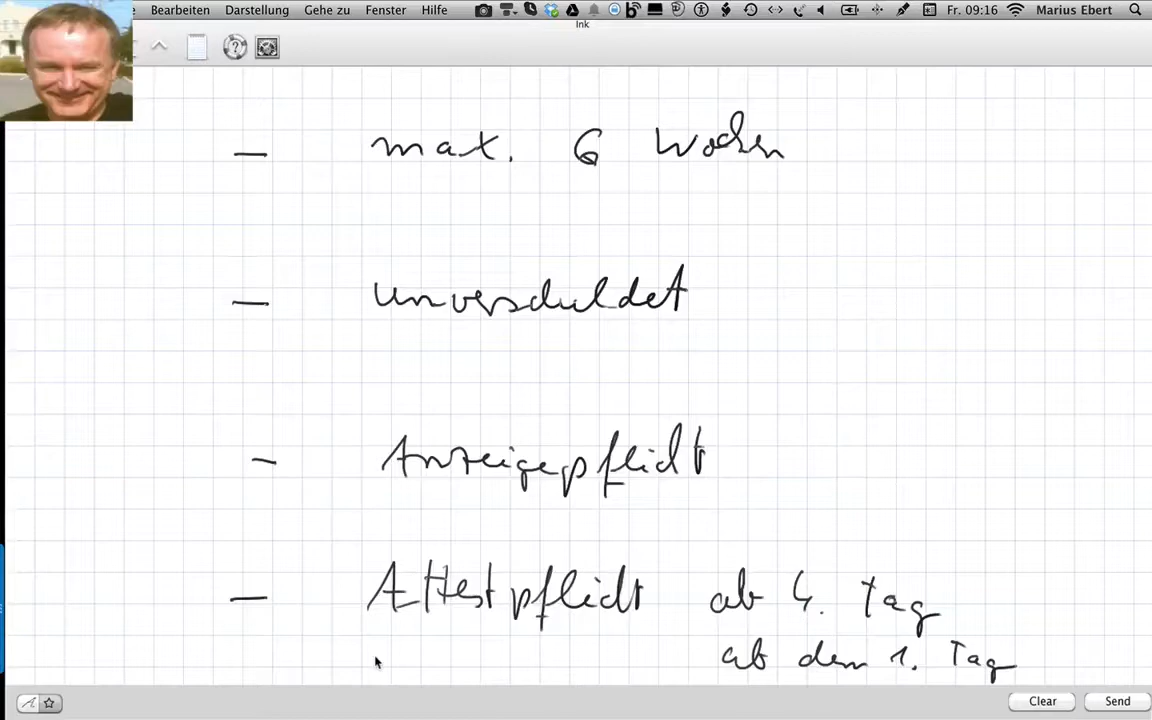 Bearbeiten Darstellung Gehe zu Fenster Hilfe Fr. 09:16 Marius Ebert
Ink
– max. 6 Wochen
– unverschuldet
– Anzeigepflicht
– Attestpflicht ab 4. Tag
ab dem 1. Tag
Clear Send